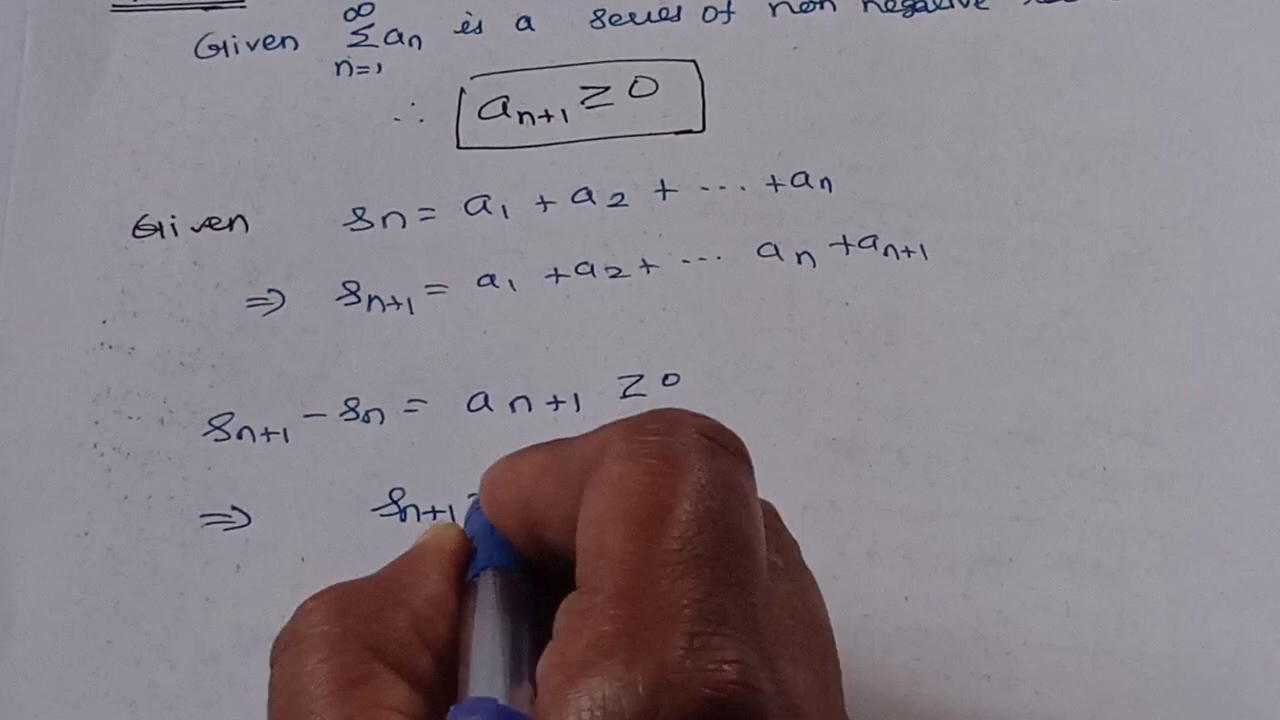 Given ∞ Σ n=1 an is a series of non negative
∴ an+1 ≥ 0
Given sn = a1 + a2 + ... + an
⇒ sn+1 = a1 + a2 + ... an + an+1
sn+1 - sn = an+1 ≥ 0
⇒ sn+1